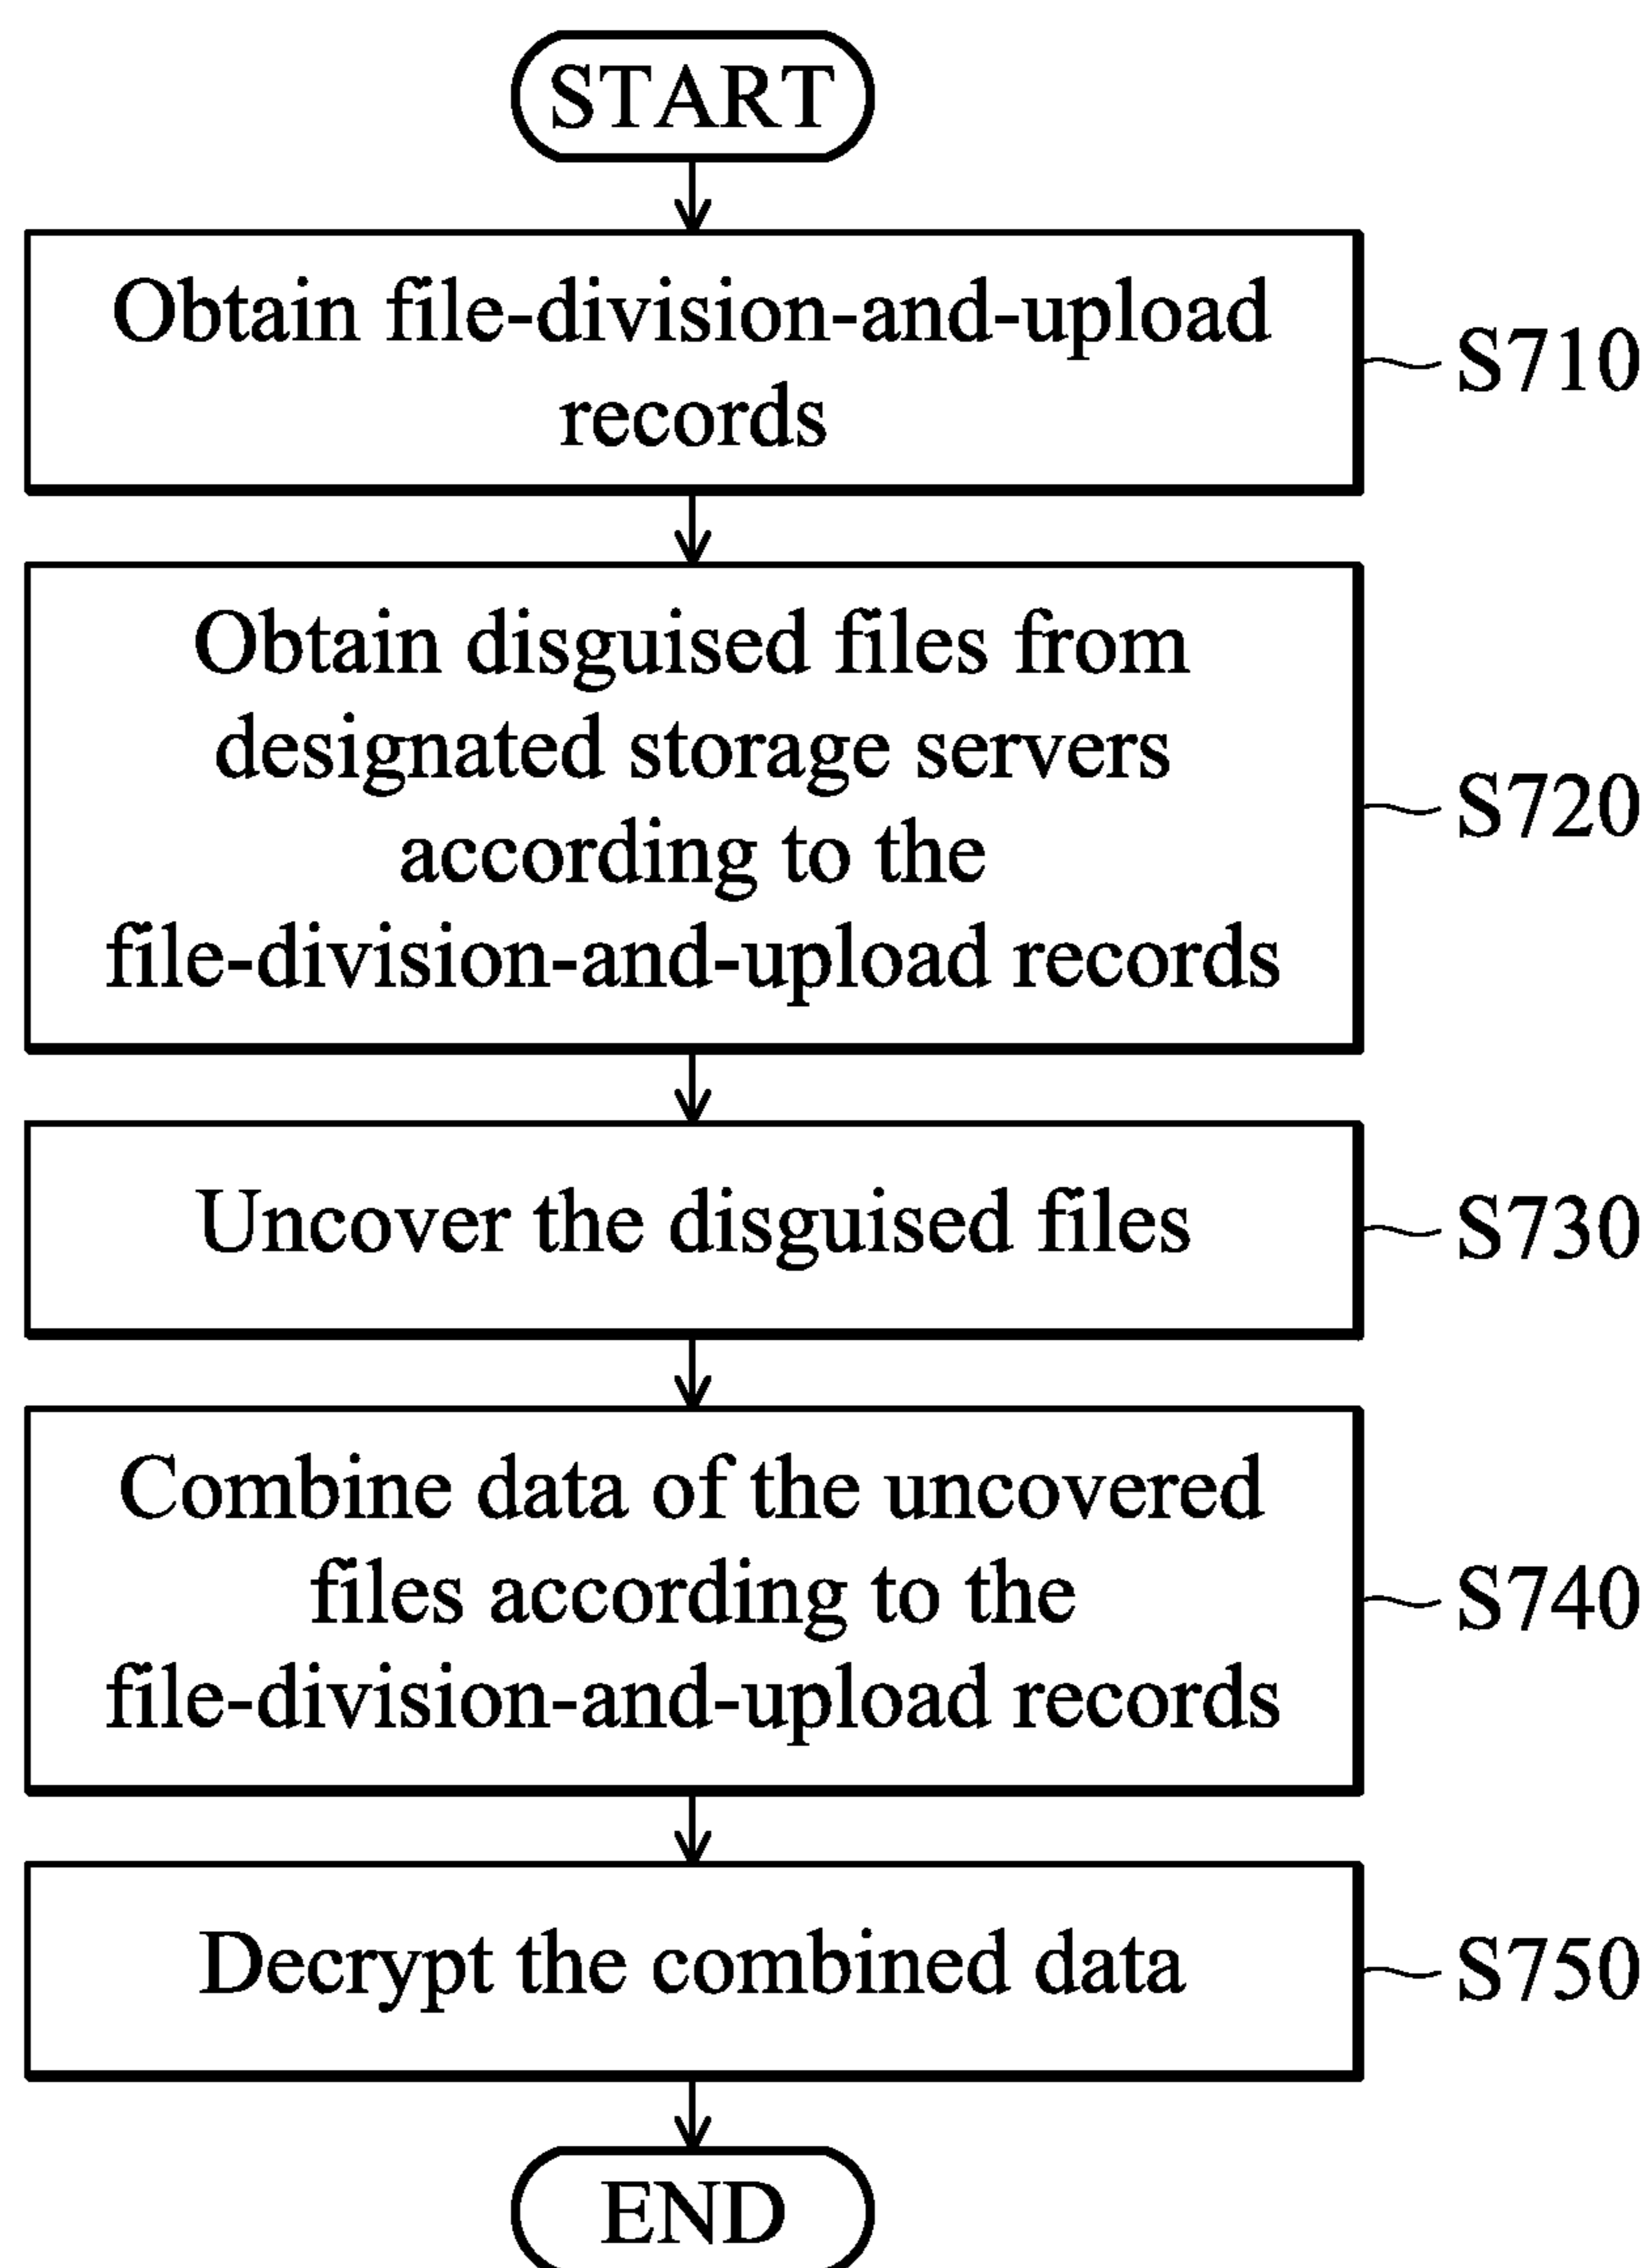 START
Obtain file-division-and-upload
records
S710
Obtain disguised files from
designated storage servers
according to the
file-division-and-upload records
S720
Uncover the disguised files
S730
Combine data of the uncovered
files according to the
file-division-and-upload records
S740
Decrypt the combined data
S750
END